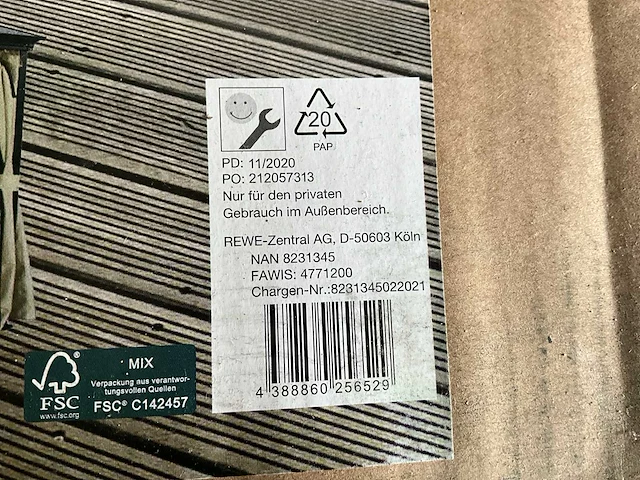 20
PAP
PD: 11/2020
PO: 212057313
Nur für den privaten
Gebrauch im Außenbereich.
REWE-Zentral AG, D-50603 Köln
NAN 8231345
FAWIS: 4771200
Chargen-Nr.:8231345022021
4 388860 256529
FSC®
www.fsc.org
MIX
Verpackung aus verantwor-
tungsvollen Quellen
FSC® C142457